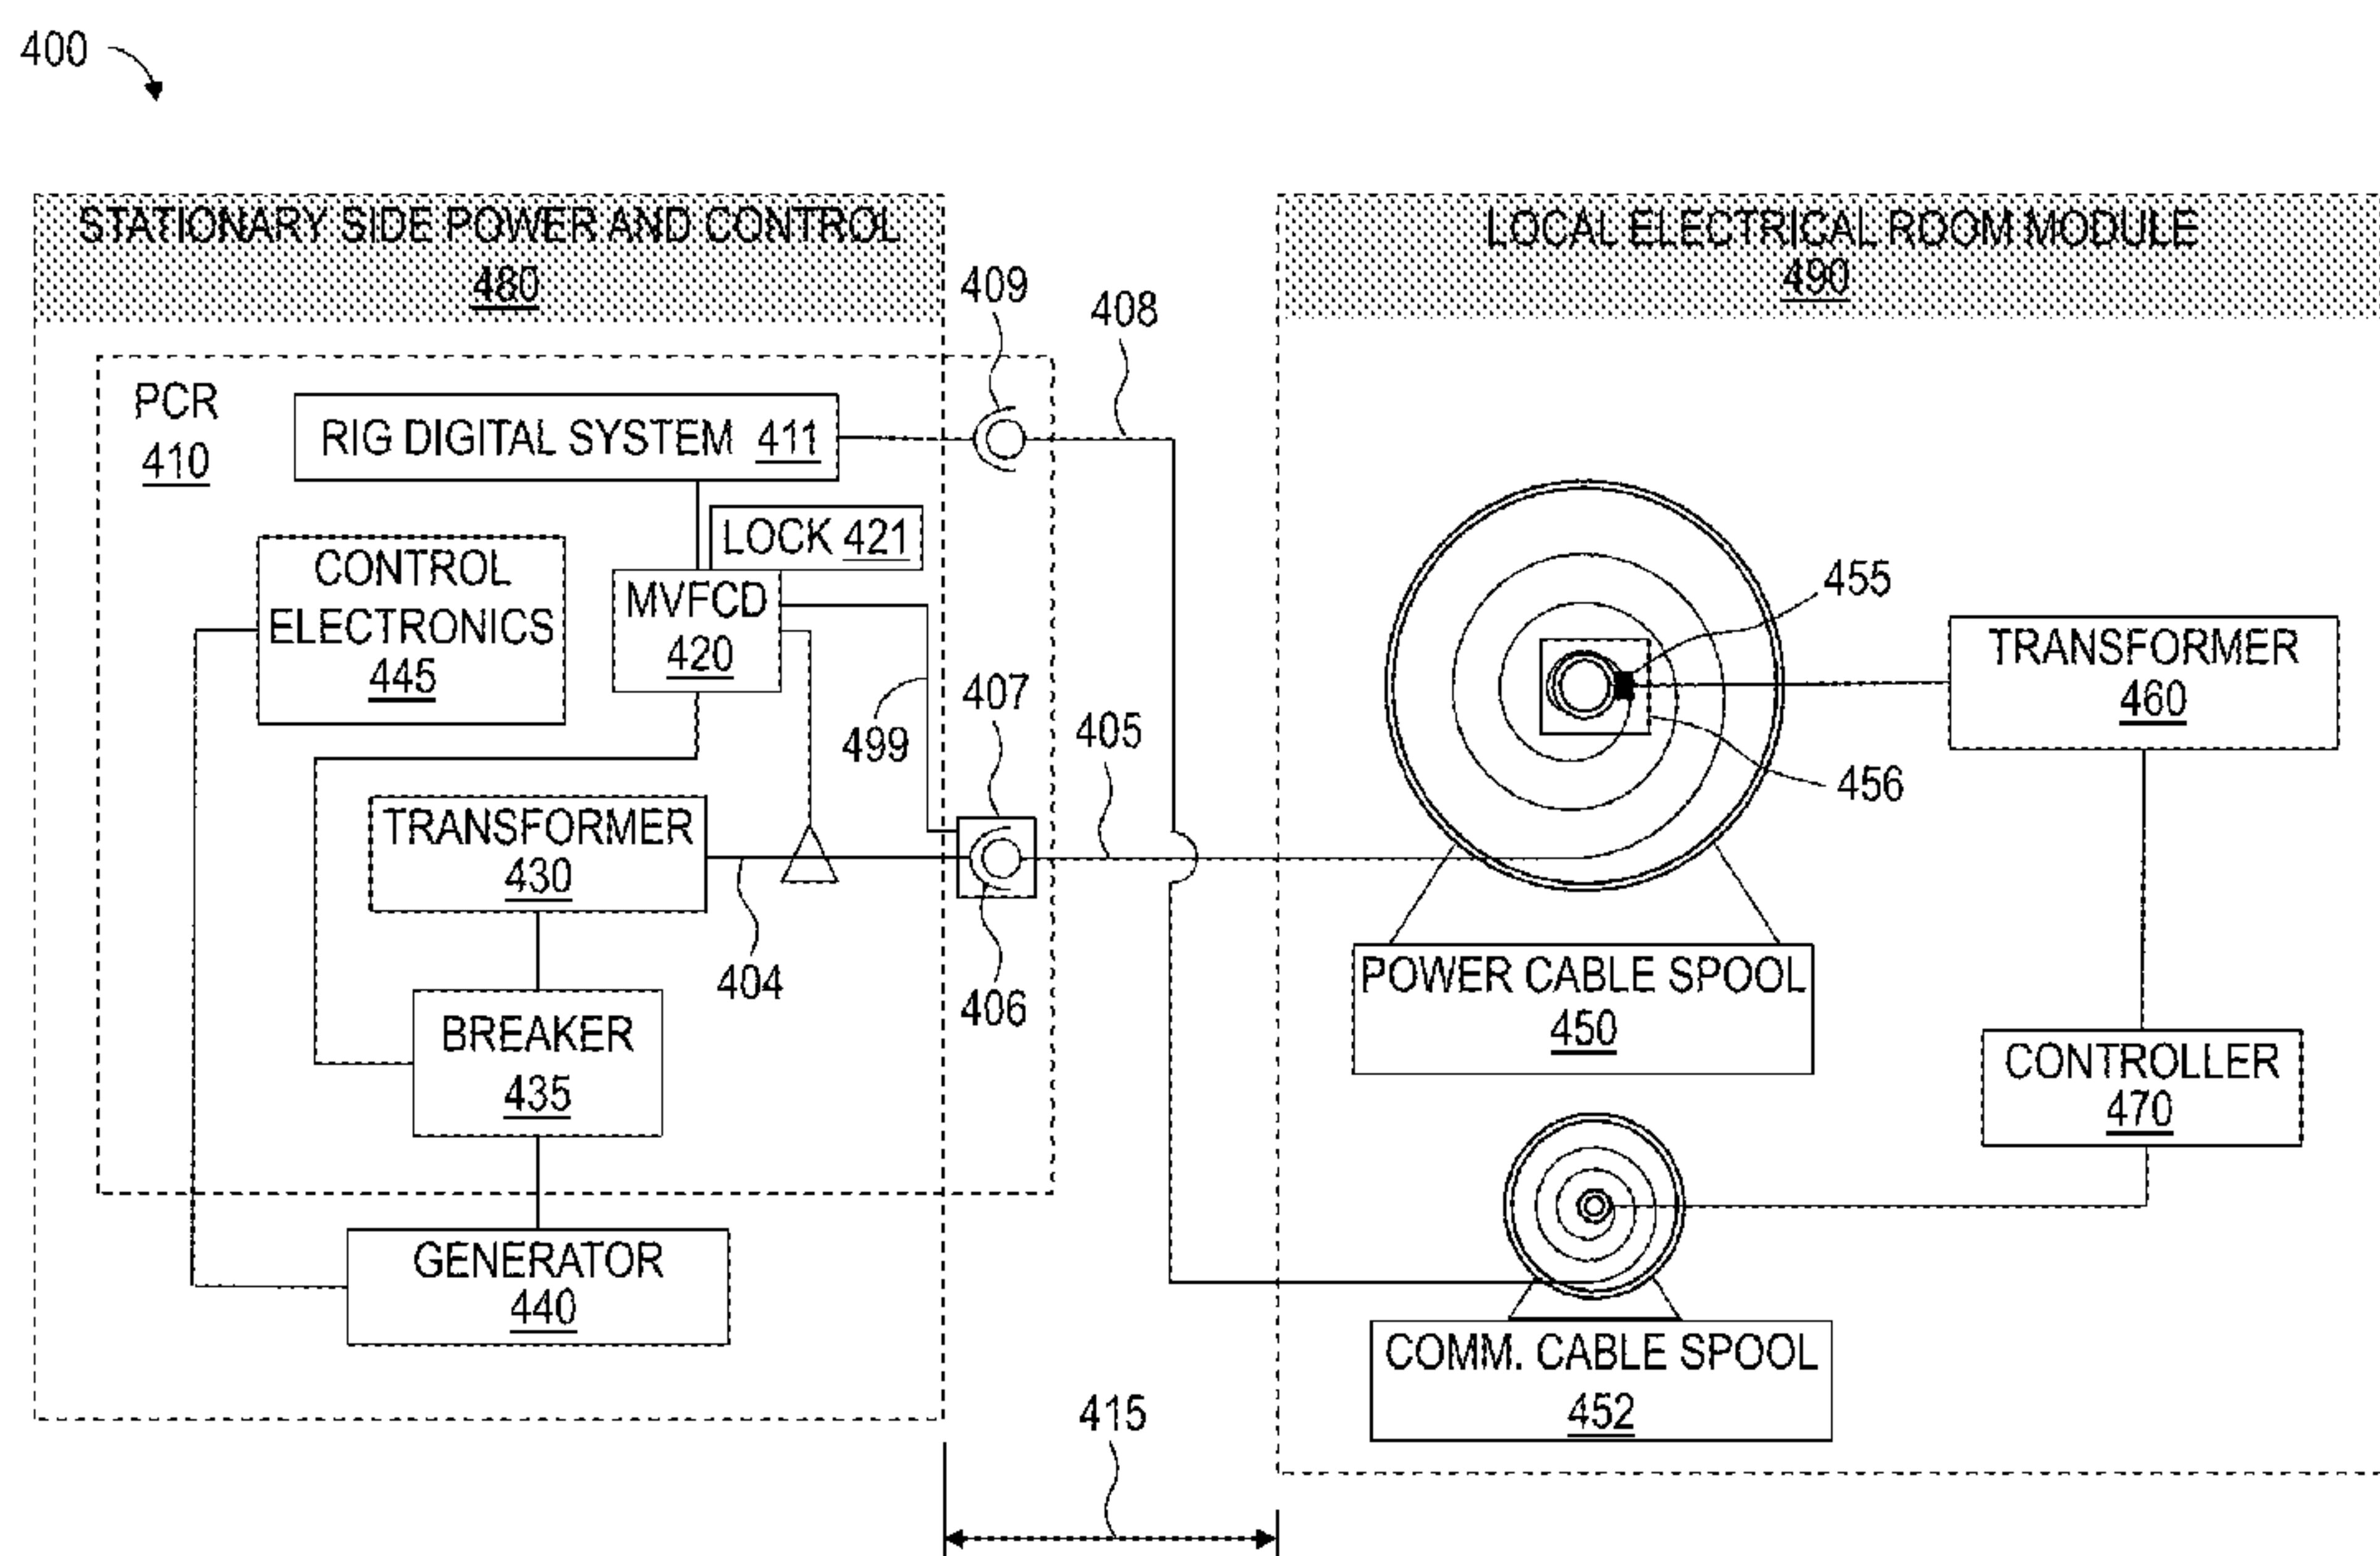 400
STATIONARY SIDE POWER AND CONTROL
480
LOCAL ELECTRICAL ROOM MODULE
490
409
408
PCR
410
RIG DIGITAL SYSTEM 411
LOCK 421
CONTROL
ELECTRONICS
445
MVFCD
420
499
407
405
455
456
TRANSFORMER
460
TRANSFORMER
430
404
406
POWER CABLE SPOOL
450
BREAKER
435
CONTROLLER
470
GENERATOR
440
COMM. CABLE SPOOL
452
415